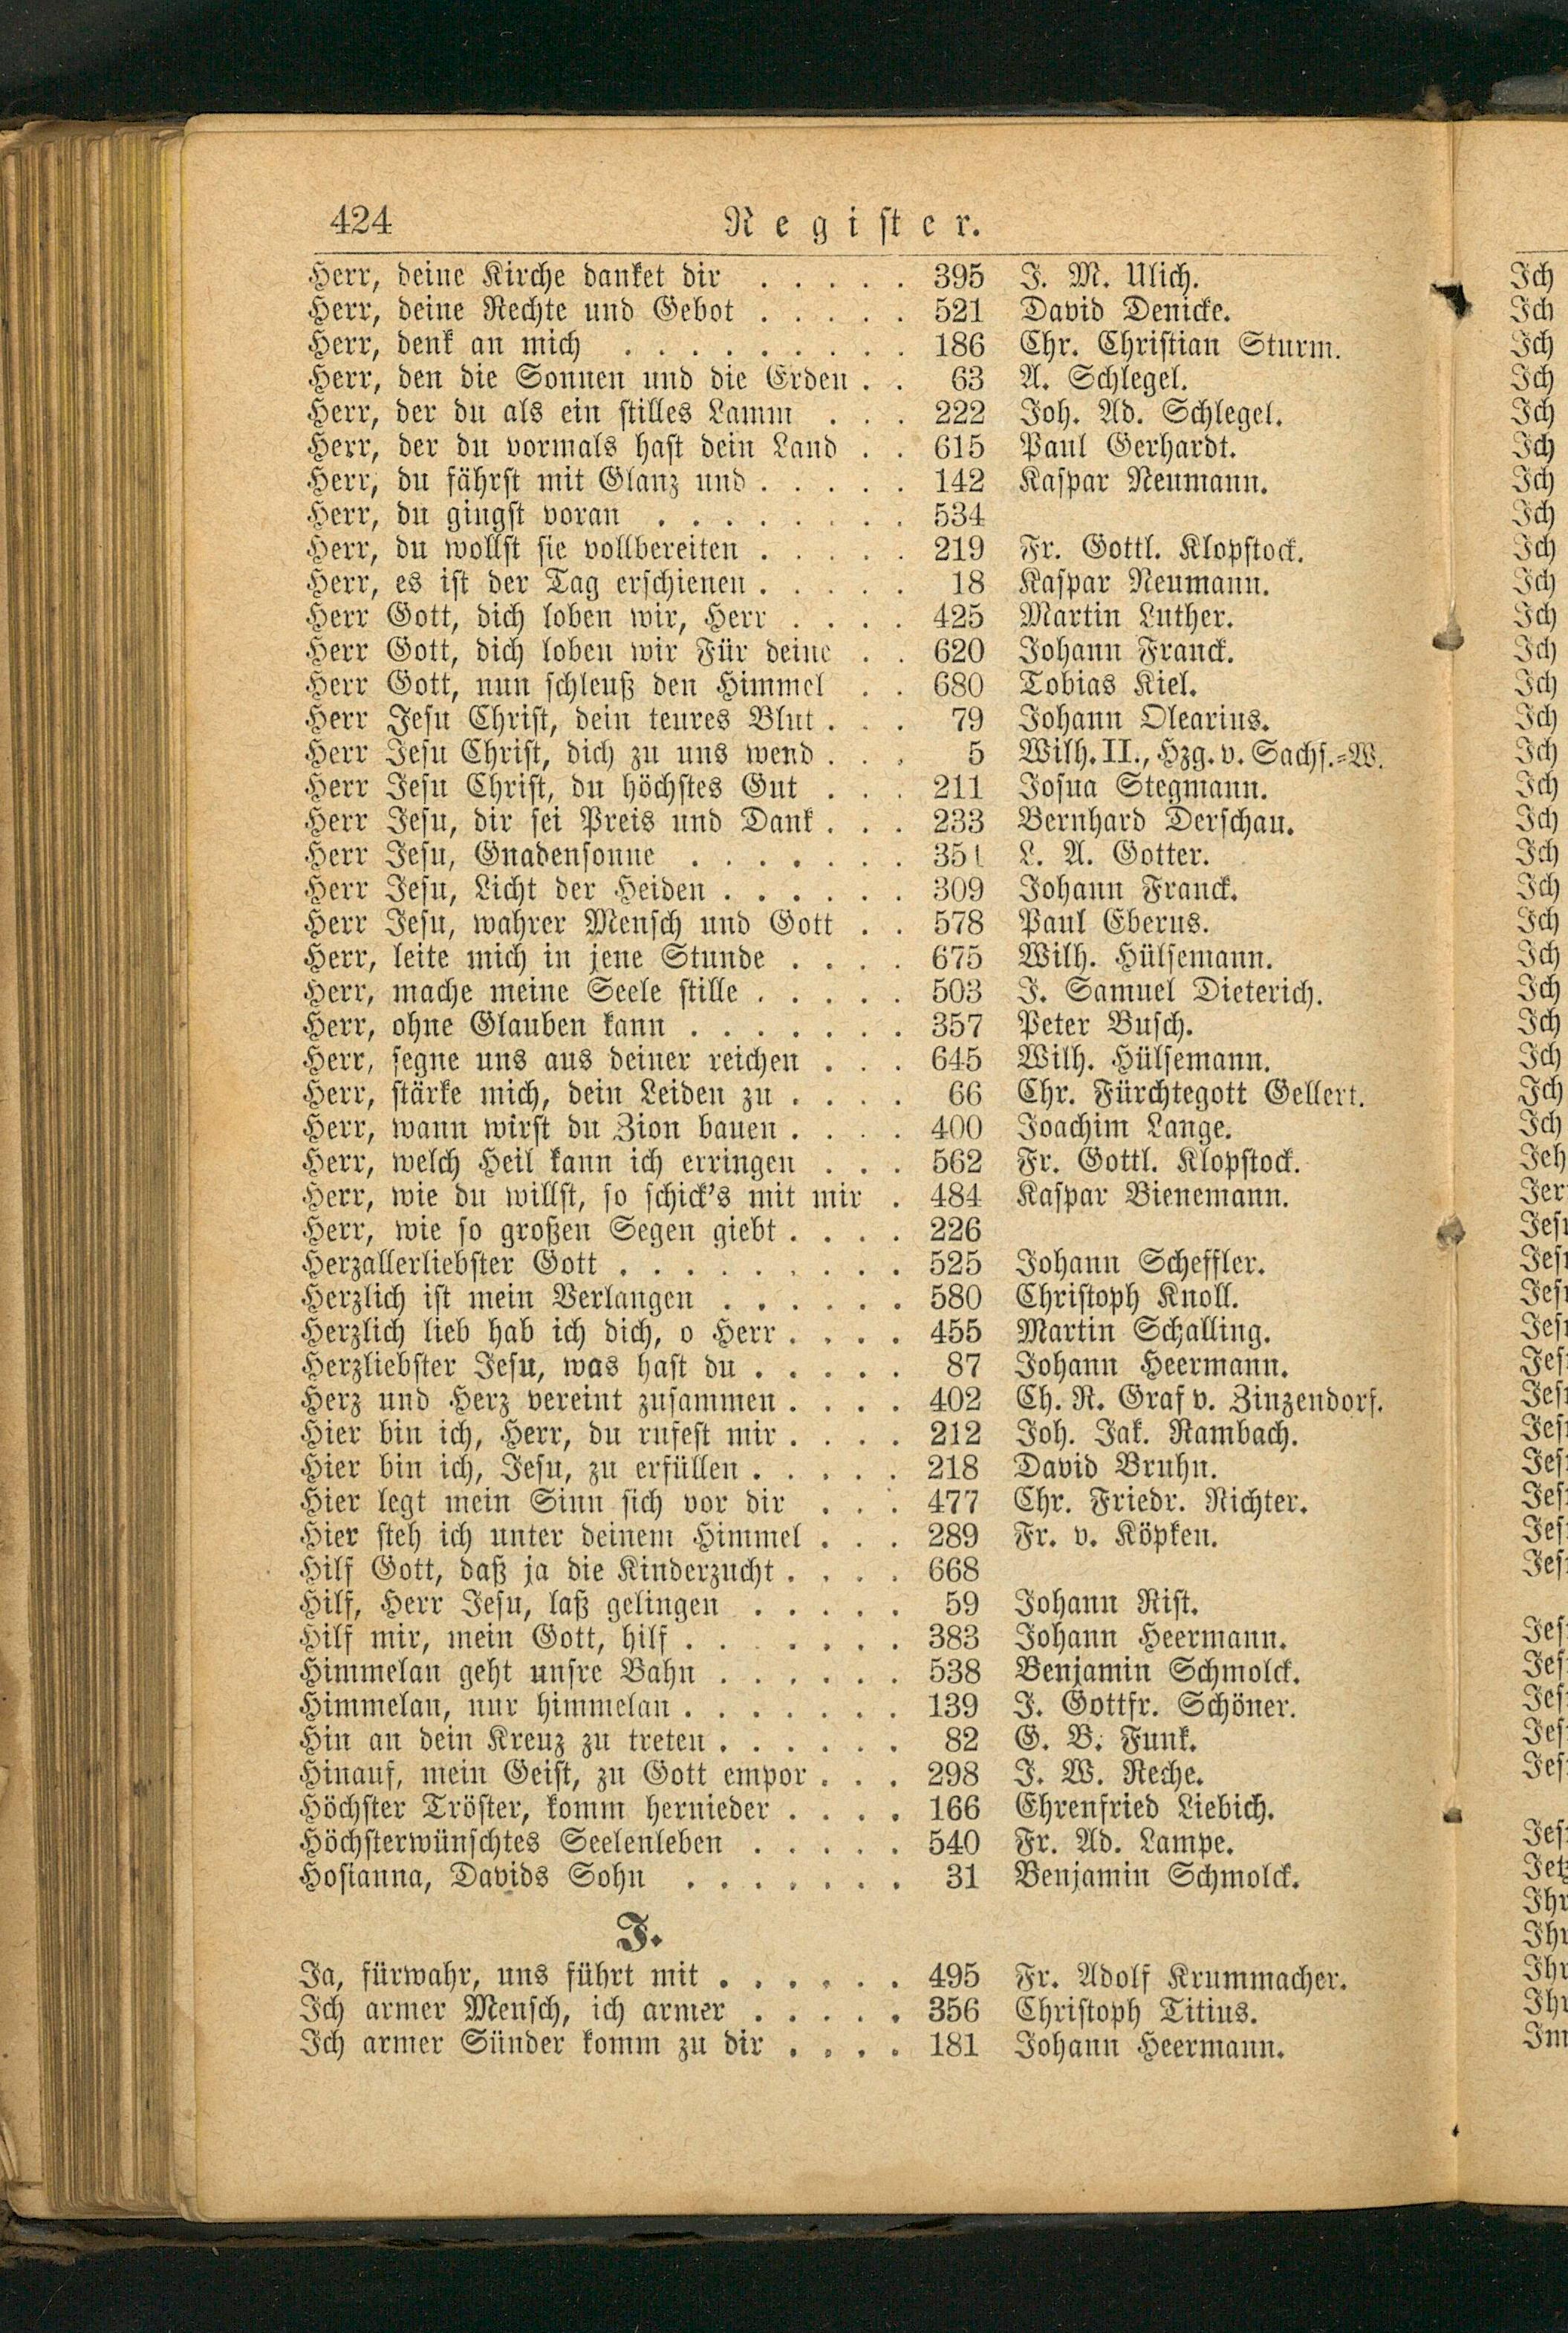 424 Register.
Herr, deine Kirche danket dir . . . . . 395 J. M. Ulich.
Herr, deine Rechte und Gebot . . . . . 521 David Denicke.
Herr, denk an mich . . . . . . . . . 186 Chr. Christian Sturm.
Herr, den die Sonnen und die Erden . . 63 A. Schlegel.
Herr, der du als ein stilles Lamm . . . 222 Joh. Ad. Schlegel.
Herr, der du vormals hast dein Land . . 615 Paul Gerhardt.
Herr, du fährst mit Glanz und . . . . . 142 Kaspar Neumann.
Herr, du gingst voran . . . . . . . . 534
Herr, du wollst sie vollbereiten . . . . . 219 Fr. Gottl. Klopstock.
Herr, es ist der Tag erschienen . . . . . 18 Kaspar Neumann.
Herr Gott, dich loben wir, Herr . . . . 425 Martin Luther.
Herr Gott, dich loben wir Für deine . . 620 Johann Franck.
Herr Gott, nun schleuß den Himmel . . 680 Tobias Kiel.
Herr Jesu Christ, dein teures Blut . . . 79 Johann Olearius.
Herr Jesu Christ, dich zu uns wend . . . 5 Wilh. II., Hzg. v. Sachs.-W.
Herr Jesu Christ, du höchstes Gut . . . 211 Josua Stegmann.
Herr Jesu, dir sei Preis und Dank . . . 233 Bernhard Derschau.
Herr Jesu, Gnadensonne . . . . . . . 351 L. A. Gotter.
Herr Jesu, Licht der Heiden . . . . . . 309 Johann Franck.
Herr Jesu, wahrer Mensch und Gott . . 578 Paul Eberus.
Herr, leite mich in jene Stunde . . . . 675 Wilh. Hülsemann.
Herr, mache meine Seele stille . . . . . 503 J. Samuel Dieterich.
Herr, ohne Glauben kann . . . . . . . 357 Peter Busch.
Herr, segne uns aus deiner reichen . . . 645 Wilh. Hülsemann.
Herr, stärke mich, dein Leiden zu . . . . 66 Chr. Fürchtegott Gellert.
Herr, wann wirst du Zion bauen . . . . 400 Joachim Lange.
Herr, welch Heil kann ich erringen . . . 562 Fr. Gottl. Klopstock.
Herr, wie du willst, so schick's mit mir . 484 Kaspar Bienemann.
Herr, wie so großen Segen giebt . . . . 226
Herzallerliebster Gott . . . . . . . . . 525 Johann Scheffler.
Herzlich ist mein Verlangen . . . . . . 580 Christoph Knoll.
Herzlich lieb hab ich dich, o Herr . . . . 455 Martin Schalling.
Herzliebster Jesu, was hast du . . . . . 87 Johann Heermann.
Herz und Herz vereint zusammen . . . . 402 Ch. R. Graf v. Zinzendorf.
Hier bin ich, Herr, du rufest mir . . . . 212 Joh. Jak. Rambach.
Hier bin ich, Jesu, zu erfüllen . . . . . 218 David Bruhn.
Hier legt mein Sinn sich vor dir . . . 477 Chr. Friedr. Richter.
Hier steh ich unter deinem Himmel . . . 289 Fr. v. Köpken.
Hilf Gott, daß ja die Kinderzucht . . . . 668
Hilf, Herr Jesu, laß gelingen . . . . . 59 Johann Rist.
Hilf mir, mein Gott, hilf . . . . . . . 383 Johann Heermann.
Himmelan geht unsre Bahn . . . . . . 538 Benjamin Schmolck.
Himmelan, nur himmelan . . . . . . . 139 J. Gottfr. Schöner.
Hin an dein Kreuz zu treten . . . . . . 82 G. B. Funk.
Hinauf, mein Geist, zu Gott empor . . . 298 J. W. Reche.
Höchster Tröster, komm hernieder . . . . 166 Ehrenfried Liebich.
Höchsterwünschtes Seelenleben . . . . . 540 Fr. Ad. Lampe.
Hosianna, Davids Sohn . . . . . . . 31 Benjamin Schmolck.
J.
Ja, fürwahr, uns führt mit . . . . . . 495 Fr. Adolf Krummacher.
Ich armer Mensch, ich armer . . . . . 356 Christoph Titius.
Ich armer Sünder komm zu dir . . . . 181 Johann Heermann.